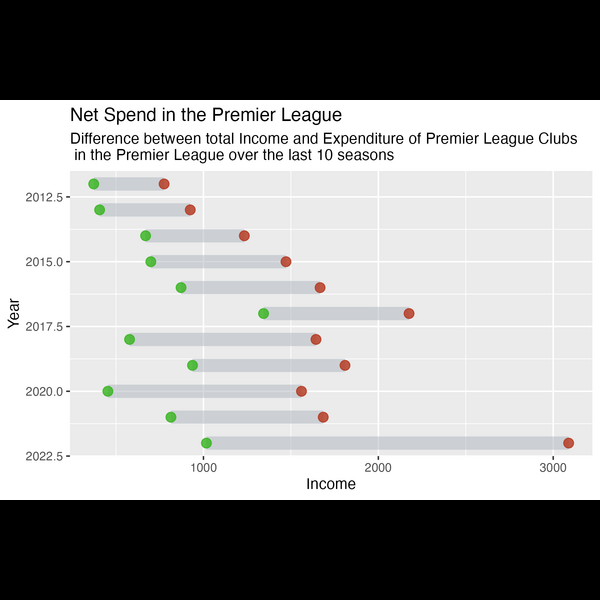 Net Spend in the Premier League
Difference between total Income and Expenditure of Premier League Clubs
in the Premier League over the last 10 seasons
2012.5
2015.0
2017.5
2020.0
2022.5
Year
1000 2000 3000
Income